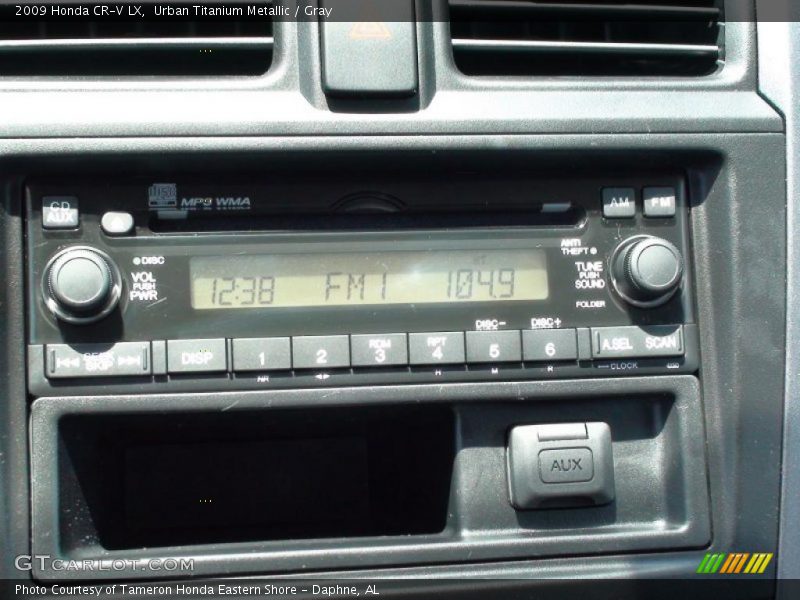 2009 Honda CR-V LX,  Urban Titanium Metallic / Gray
CD AUX
MP3 WMA
AM FM
DISC
ANTI THEFT
VOL PUSH PWR
TUNE PUSH SOUND
FOLDER
12:38 FM1 104.9
DISC- DISC+
SKIP
DISP
1
2
RDM 3
RPT 4
5
6
A.SEL SCAN
H M R
CLOCK
AUX
GTCARLOT.COM
Photo Courtesy of Tameron Honda Eastern Shore - Daphne, AL